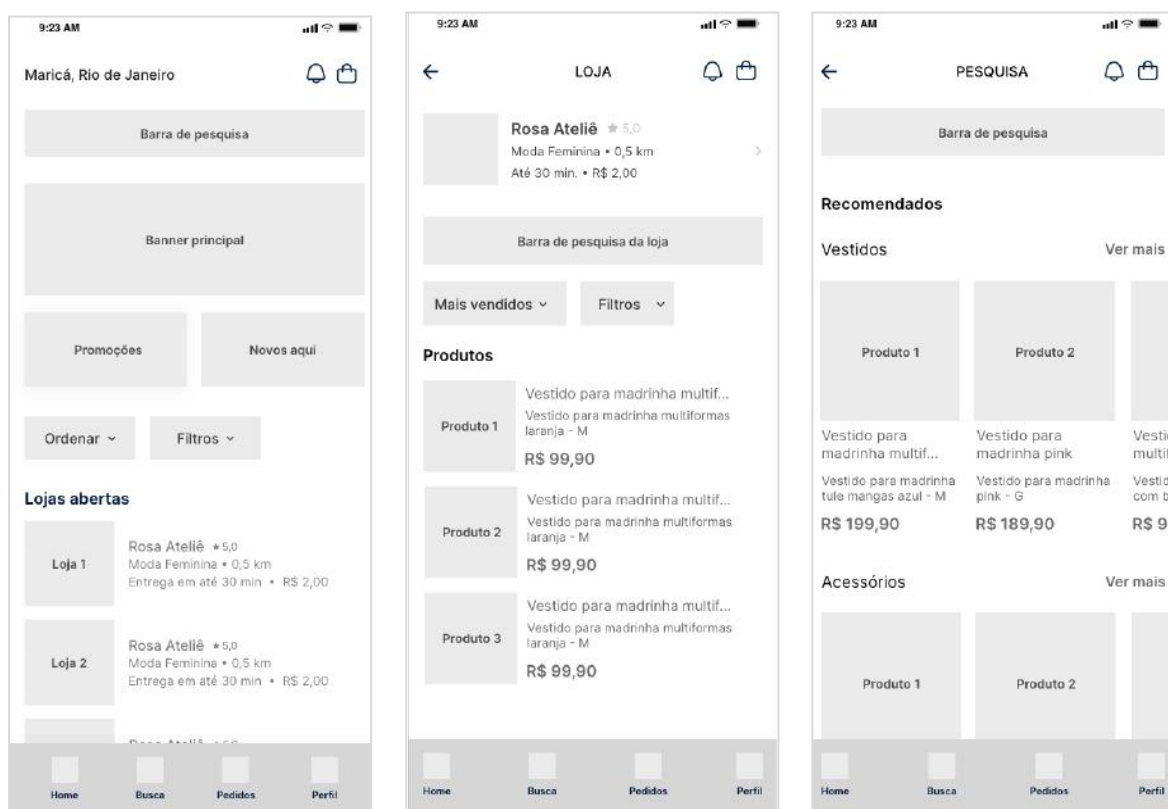 9:23 AM
Maricá, Rio de Janeiro
Barra de pesquisa
Banner principal
Promoções
Novos aqui
Ordenar
Filtros
Lojas abertas
Loja 1
Rosa Ateliê ★ 5,0
Moda Feminina • 0,5 km
Entrega em até 30 min • R$ 2,00
Loja 2
Rosa Ateliê ★ 5,0
Moda Feminina • 0,5 km
Entrega em até 30 min • R$ 2,00
Home Busca Pedidos Perfil
9:23 AM
LOJA
Rosa Ateliê ★ 5,0
Moda Feminina • 0,5 km
Até 30 min. • R$ 2,00
Barra de pesquisa da loja
Mais vendidos
Filtros
Produtos
Produto 1
Vestido para madrinha multif...
Vestido para madrinha multiformas
laranja - M
R$ 99,90
Produto 2
Vestido para madrinha multif...
Vestido para madrinha multiformas
laranja - M
R$ 99,90
Produto 3
Vestido para madrinha multif...
Vestido para madrinha multiformas
laranja - M
R$ 99,90
Home Busca Pedidos Perfil
9:23 AM
PESQUISA
Barra de pesquisa
Recomendados
Vestidos
Ver mais
Produto 1
Produto 2
Vestido para
madrinha multif...
Vestido para madrinha
tule mangas azul - M
R$ 199,90
Vestido para
madrinha pink
Vestido para madrinha
pink - G
R$ 189,90
R$ 9
Acessórios
Ver mais
Produto 1
Produto 2
Home Busca Pedidos Perfil